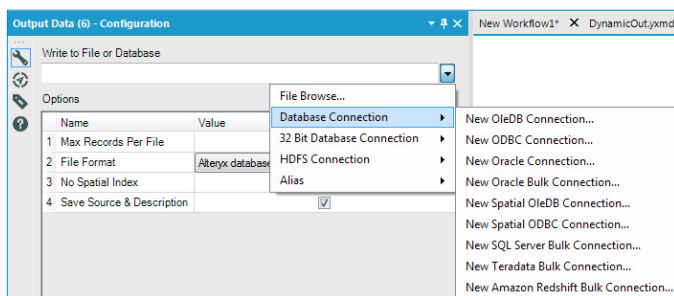 Output Data (6) - Configuration
New Workflow1*
DynamicOut.yxmd
Write to File or Database
Options
Name Value
1 Max Records Per File
2 File Format Alteryx database
3 No Spatial Index
4 Save Source & Description
File Browse...
Database Connection
32 Bit Database Connection
HDFS Connection
Alias
New OleDB Connection...
New ODBC Connection...
New Oracle Connection...
New Oracle Bulk Connection...
New Spatial OleDB Connection...
New Spatial ODBC Connection...
New SQL Server Bulk Connection...
New Teradata Bulk Connection...
New Amazon Redshift Bulk Connection...